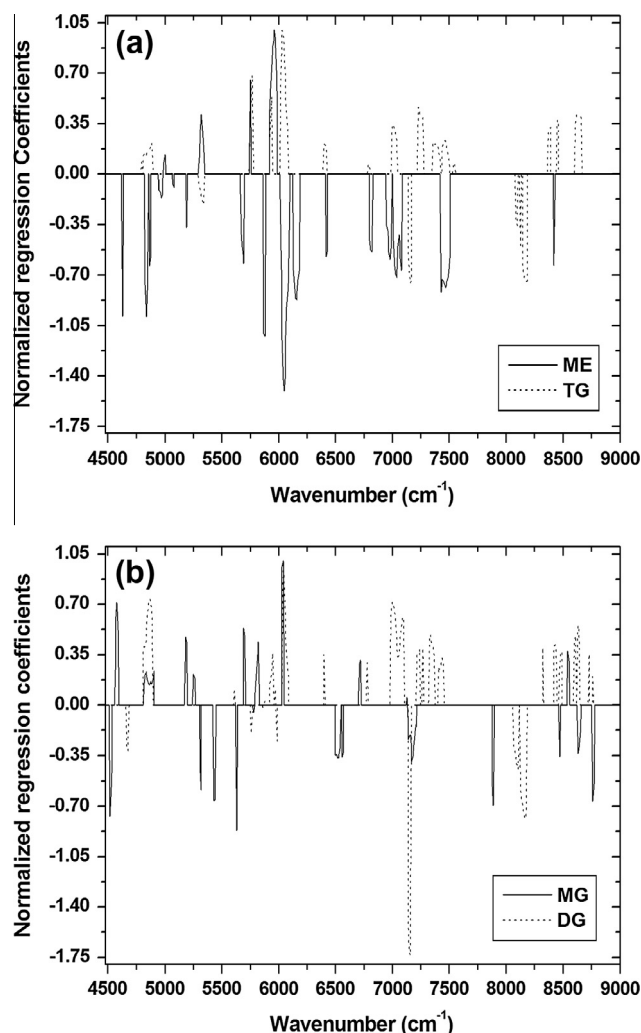 (a)
Normalized regression Coefficients
1.05
0.70
0.35
0.00
-0.35
-0.70
-1.05
-1.40
-1.75
ME
TG
4500 5000 5500 6000 6500 7000 7500 8000 8500 9000
Wavenumber (cm⁻¹)
(b)
Normalized regression coefficients
1.05
0.70
0.35
0.00
-0.35
-0.70
-1.05
-1.40
-1.75
MG
DG
4500 5000 5500 6000 6500 7000 7500 8000 8500 9000
Wavenumber (cm⁻¹)